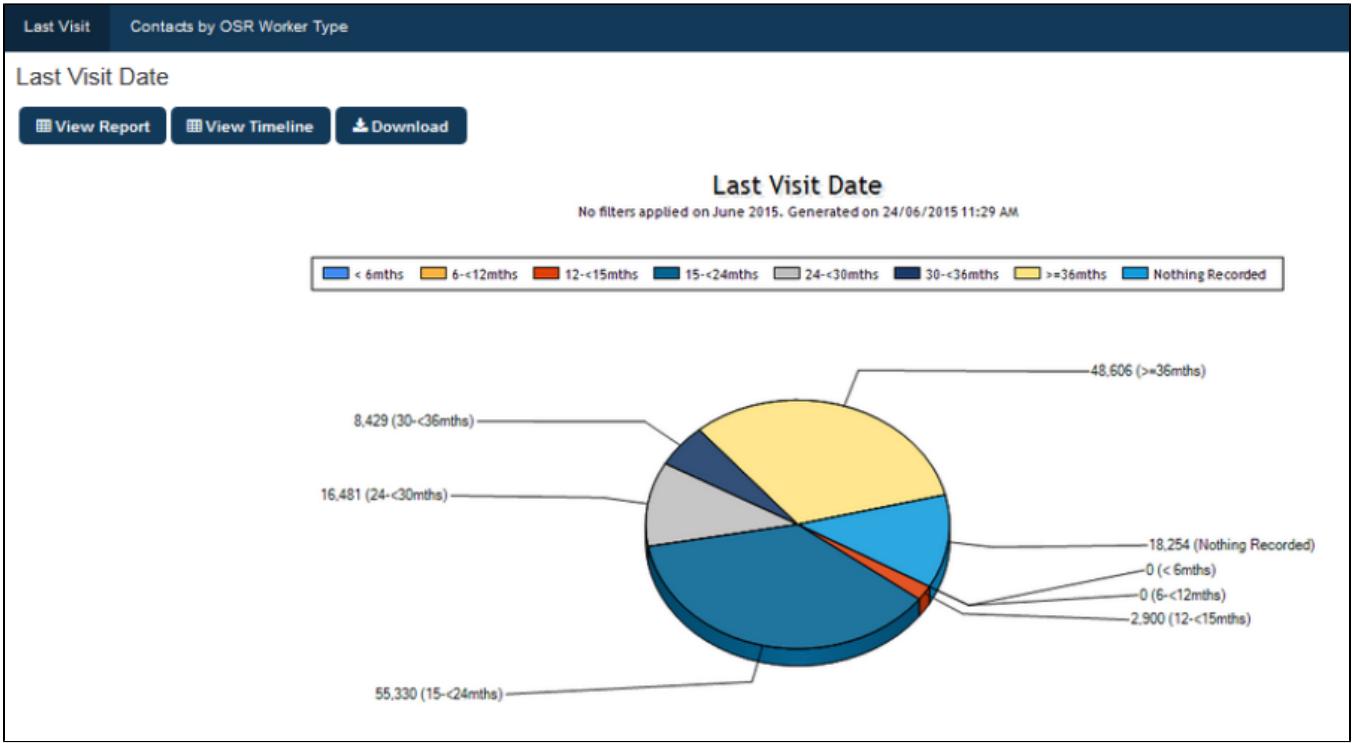 Last Visit Contacts by OSR Worker Type
Last Visit Date
View Report View Timeline Download
Last Visit Date
No filters applied on June 2015. Generated on 24/06/2015 11:29 AM
< 6mths 6-<12mths 12-<15mths 15-<24mths 24-<30mths 30-<36mths >=36mths Nothing Recorded
48,606 (>=36mths)
8,429 (30-<36mths)
16,481 (24-<30mths)
18,254 (Nothing Recorded)
0 (< 6mths)
0 (6-<12mths)
2,900 (12-<15mths)
55,330 (15-<24mths)